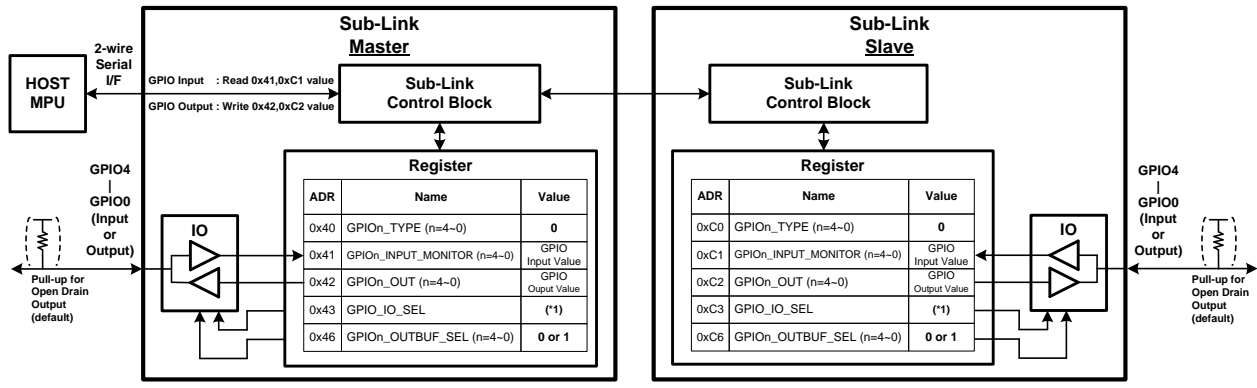 Sub-Link
Master
Sub-Link
Slave
2-wire
Serial
I/F
HOST
MPU
GPIO Input : Read 0x41,0xC1 value
GPIO Output : Write 0x42,0xC2 value
Sub-Link
Control Block
Sub-Link
Control Block
GPIO4
|
GPIO0
(Input
or
Output)
Pull-up for
Open Drain
Output
(default)
IO
Register
ADR Name Value
0x40 GPIOn_TYPE (n=4~0) 0
0x41 GPIOn_INPUT_MONITOR (n=4~0) GPIO
Input Value
0x42 GPIOn_OUT (n=4~0) GPIO
Ouput Value
0x43 GPIO_IO_SEL (*1)
0x46 GPIOn_OUTBUF_SEL (n=4~0) 0 or 1
Register
ADR Name Value
0xC0 GPIOn_TYPE (n=4~0) 0
0xC1 GPIOn_INPUT_MONITOR (n=4~0) GPIO
Input Value
0xC2 GPIOn_OUT (n=4~0) GPIO
Output Value
0xC3 GPIO_IO_SEL (*1)
0xC6 GPIOn_OUTBUF_SEL (n=4~0) 0 or 1
IO
GPIO4
|
GPIO0
(Input
or
Output)
Pull-up for
Open Drain
Output
(default)